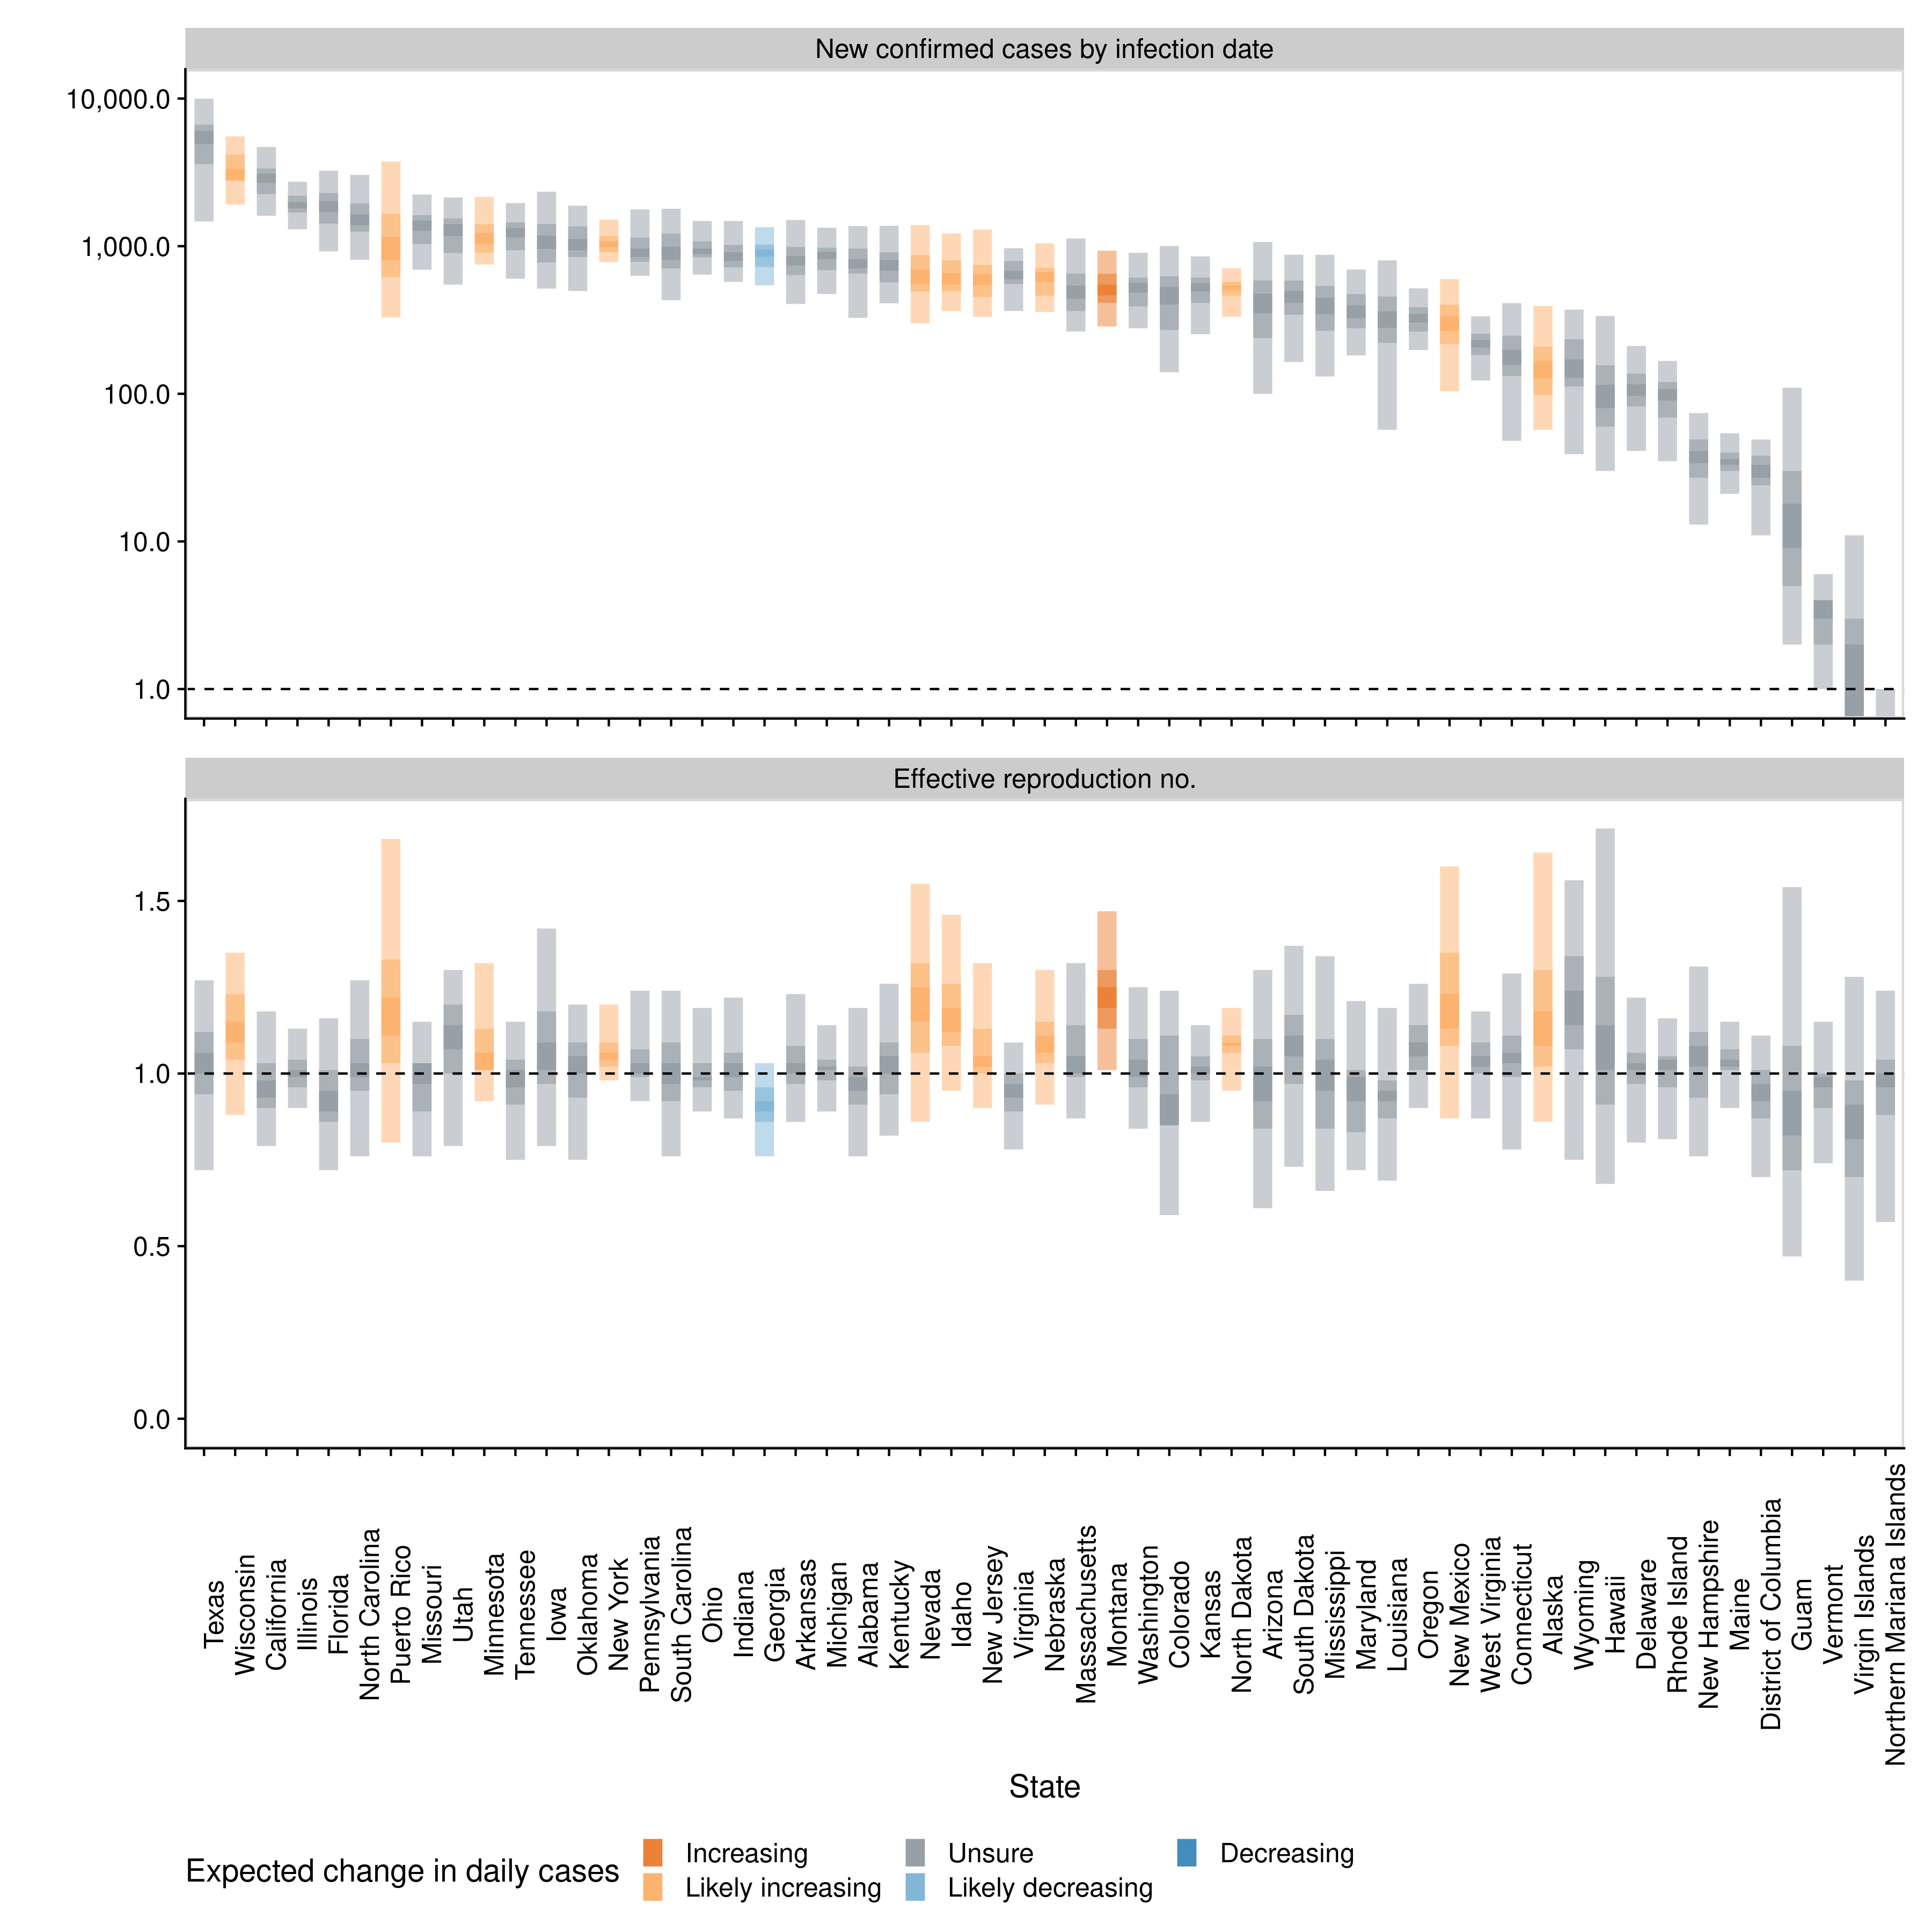 New confirmed cases by infection date
10,000.0
1,000.0
100.0
10.0
1.0
Effective reproduction no.
1.5
1.0
0.5
0.0
Texas
Wisconsin
California
Illinois
Florida
North Carolina
Puerto Rico
Missouri
Utah
Minnesota
Tennessee
Iowa
Oklahoma
New York
Pennsylvania
South Carolina
Ohio
Indiana
Georgia
Arkansas
Michigan
Alabama
Kentucky
Nevada
Idaho
New Jersey
Virginia
Nebraska
Massachusetts
Montana
Washington
Colorado
Kansas
North Dakota
Arizona
South Dakota
Mississippi
Maryland
Louisiana
Oregon
New Mexico
West Virginia
Connecticut
Alaska
Wyoming
Hawaii
Delaware
Rhode Island
New Hampshire
Maine
District of Columbia
Guam
Vermont
Virgin Islands
Northern Mariana Islands
State
Expected change in daily cases
Increasing
Unsure
Decreasing
Likely increasing
Likely decreasing